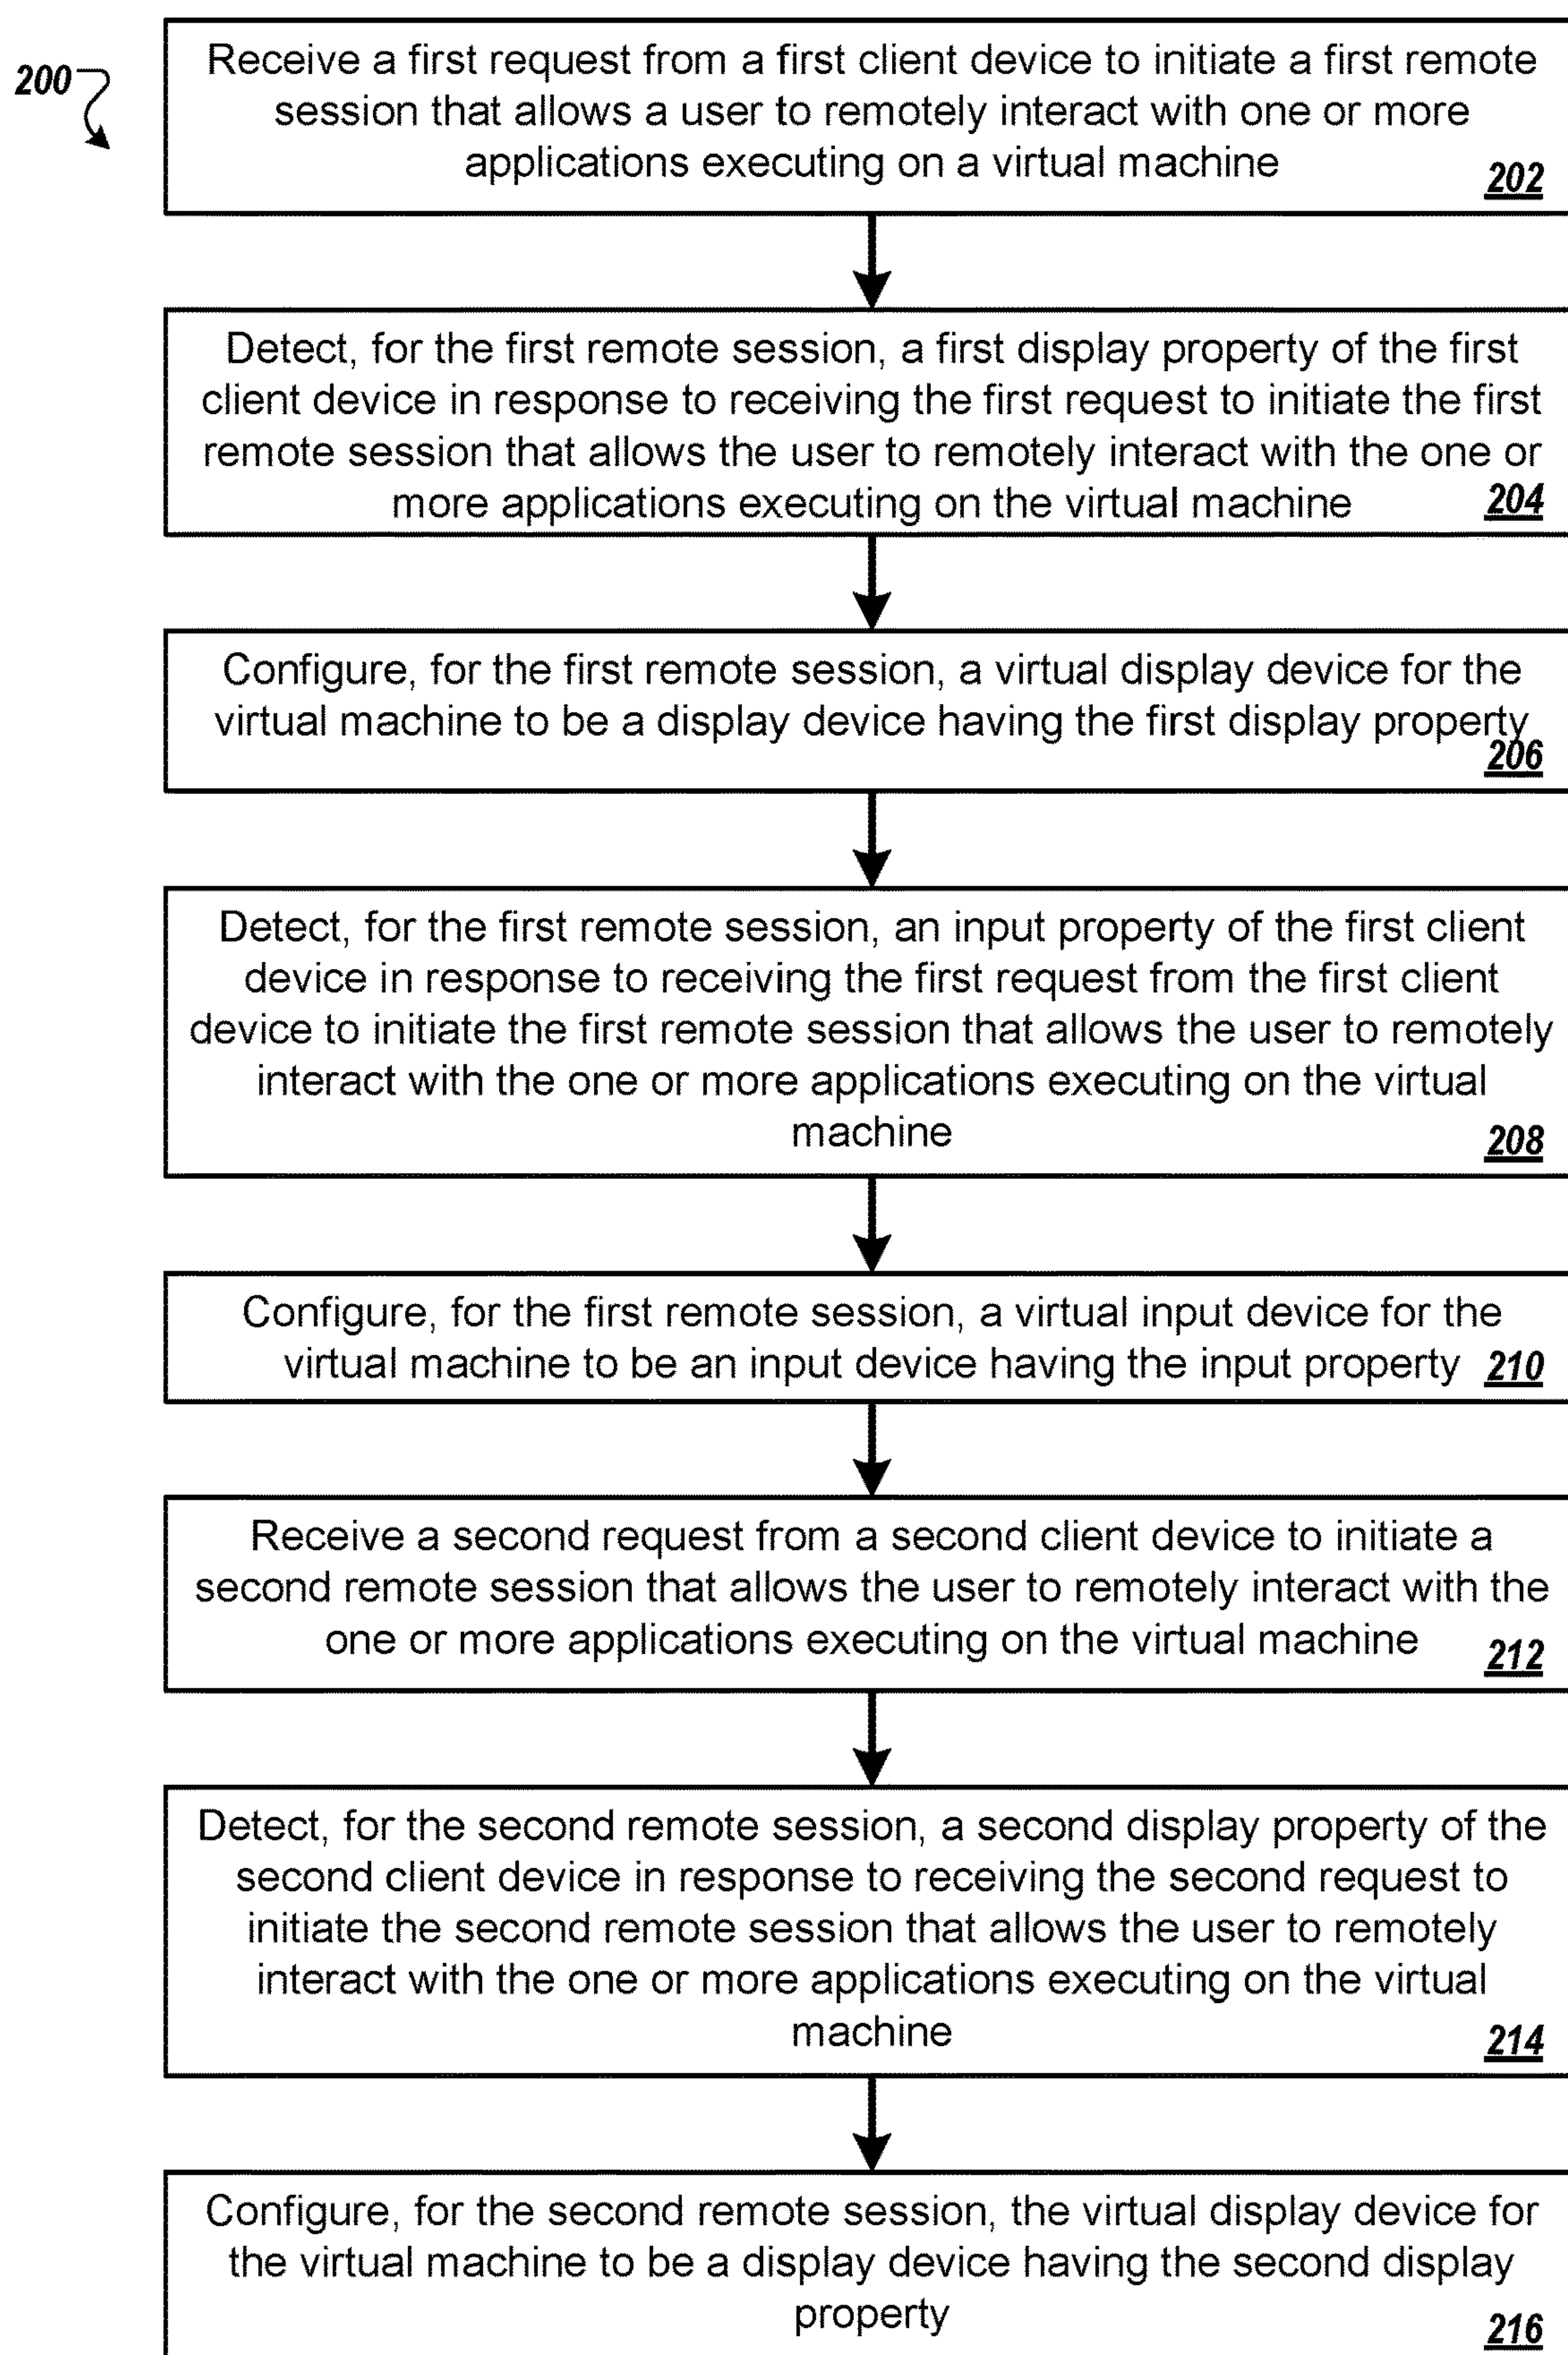 200
Receive a first request from a first client device to initiate a first remote
session that allows a user to remotely interact with one or more
applications executing on a virtual machine
202
Detect, for the first remote session, a first display property of the first
client device in response to receiving the first request to initiate the first
remote session that allows the user to remotely interact with the one or
more applications executing on the virtual machine
204
Configure, for the first remote session, a virtual display device for the
virtual machine to be a display device having the first display property
206
Detect, for the first remote session, an input property of the first client
device in response to receiving the first request from the first client
device to initiate the first remote session that allows the user to remotely
interact with the one or more applications executing on the virtual
machine
208
Configure, for the first remote session, a virtual input device for the
virtual machine to be an input device having the input property
210
Receive a second request from a second client device to initiate a
second remote session that allows the user to remotely interact with the
one or more applications executing on the virtual machine
212
Detect, for the second remote session, a second display property of the
second client device in response to receiving the second request to
initiate the second remote session that allows the user to remotely
interact with the one or more applications executing on the virtual
machine
214
Configure, for the second remote session, the virtual display device for
the virtual machine to be a display device having the second display
property
216